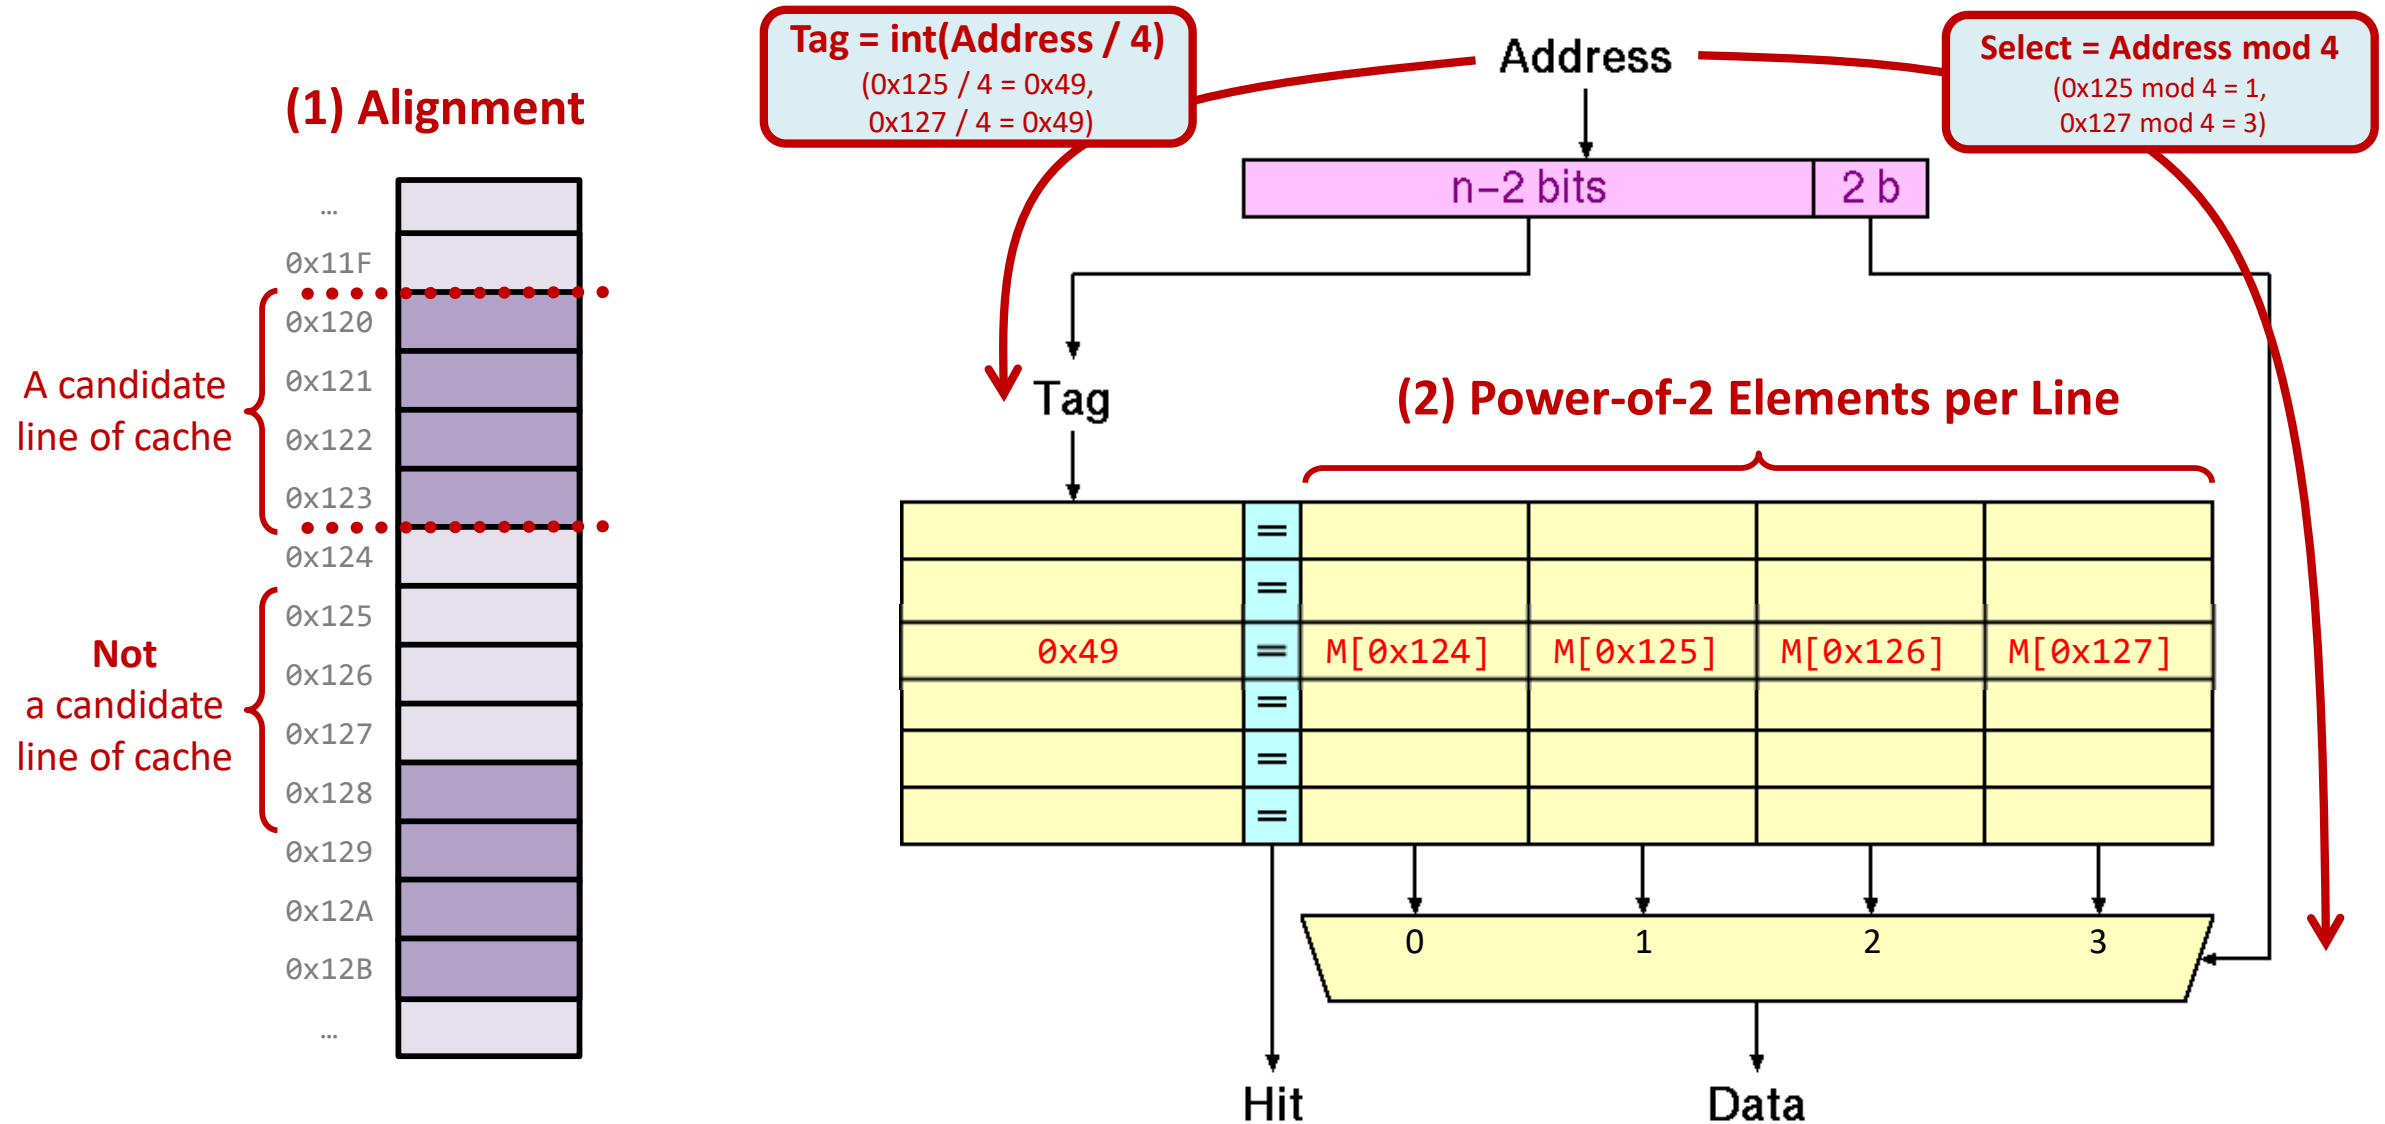 (1) Alignment
…
0x11F
0x120
0x121
0x122
0x123
0x124
0x125
0x126
0x127
0x128
0x129
0x12A
0x12B
…
A candidate
line of cache
Not
a candidate
line of cache
Tag = int(Address / 4)
(0x125 / 4 = 0x49,
0x127 / 4 = 0x49)
Address
Select = Address mod 4
(0x125 mod 4 = 1,
0x127 mod 4 = 3)
n-2 bits
2 b
Tag
(2) Power-of-2 Elements per Line
=
=
0x49 = M[0x124] M[0x125] M[0x126] M[0x127]
=
=
=
0 1 2 3
Hit
Data